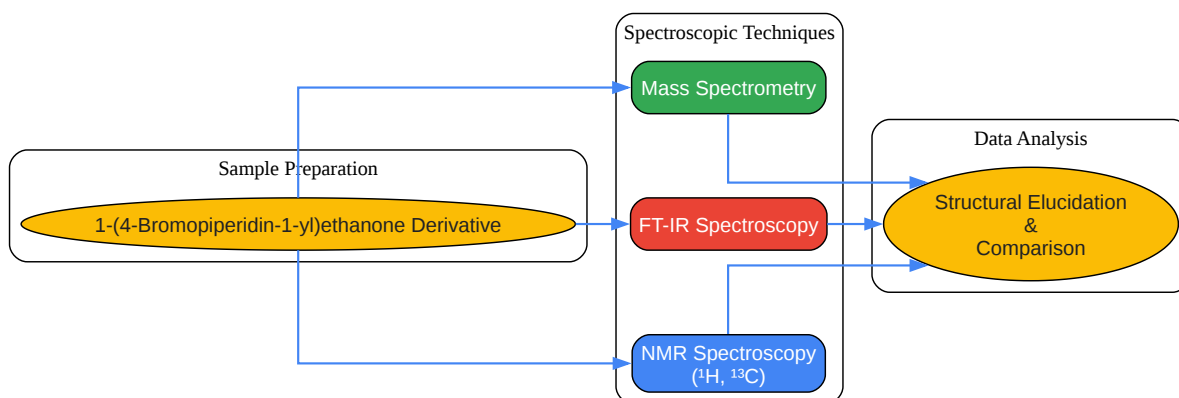 Sample Preparation
1-(4-Bromopiperidin-1-yl)ethanone Derivative
Spectroscopic Techniques
Mass Spectrometry
FT-IR Spectroscopy
NMR Spectroscopy
(¹H, ¹³C)
Data Analysis
Structural Elucidation
&
Comparison